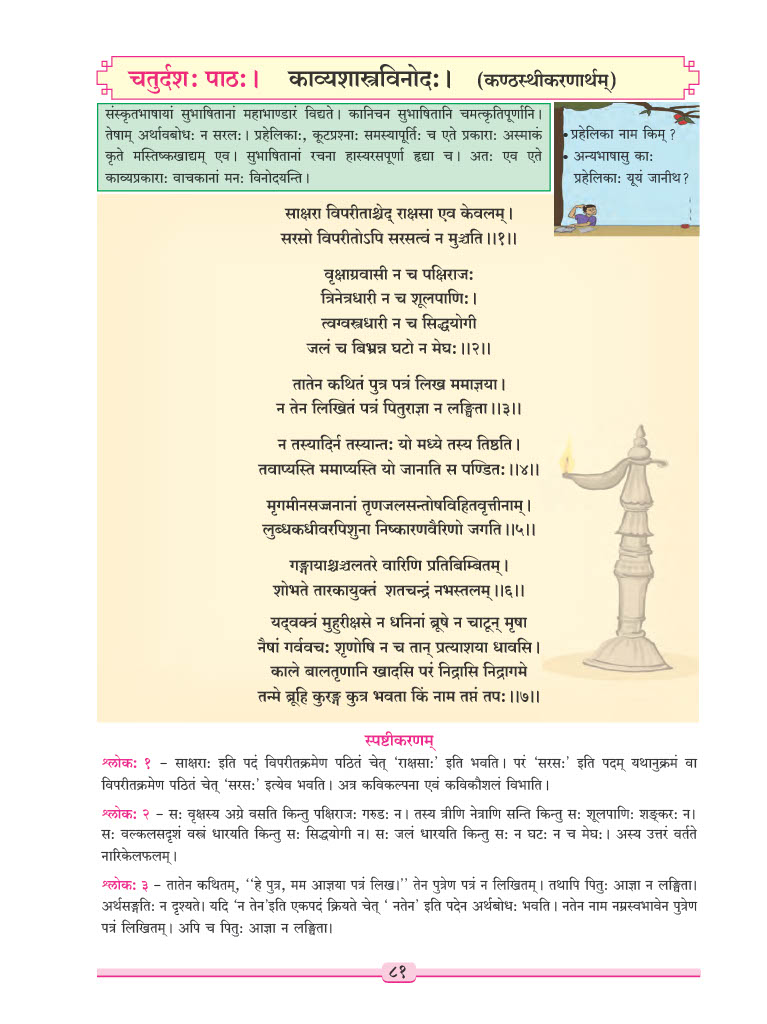 चतुर्दश: पाठ:। काव्यशास्त्रविनोद:। (कण्ठस्थीकरणार्थम्)
संस्कृतभाषायां सुभाषितानां महाभाण्डारं विद्यते। कानिचन सुभाषितानि चमत्कृतिपूर्णानि।
तेषाम् अर्थावबोध: न सरल:। प्रहेलिका:, कूटप्रश्ना: समस्यापूर्ति: च एते प्रकारा: अस्माकं
कृते मस्तिष्कखाद्यम् एव। सुभाषितानां रचना हास्यरसपूर्णा हृद्या च। अत: एव एते
काव्यप्रकारा: वाचकानां मन: विनोदयन्ति।
• प्रहेलिका नाम किम् ?
• अन्यभाषासु का:
प्रहेलिका: यूयं जानीथ?
साक्षरा विपरीताश्चेद् राक्षसा एव केवलम्।
सरसो विपरीतोऽपि सरसत्वं न मुञ्चति।।१।।
वृक्षाग्रवासी न च पक्षिराज:
त्रिनेत्रधारी न च शूलपाणि:।
त्वग्वस्त्रधारी न च सिद्धयोगी
जलं च बिभ्रन्न घटो न मेघ:।।२।।
तातेन कथितं पुत्र पत्रं लिख ममाज्ञया।
न तेन लिखितं पत्रं पितुराज्ञा न लङ्घिता।।३।।
न तस्यादिर्न तस्यान्त: यो मध्ये तस्य तिष्ठति।
तवाप्यस्ति ममाप्यस्ति यो जानाति स पण्डित:।।४।।
मृगमीनसज्जनानां तृणजलसन्तोषविहितवृत्तीनाम्।
लुब्धकधीवरपिशुना निष्कारणवैरिणो जगति।।५।।
गङ्गायाश्चञ्चलतरे वारिणि प्रतिबिम्बितम्।
शोभते तारकायुक्तं शतचन्द्रं नभस्तलम्।।६।।
यद्वक्त्रं मुहुरीक्षसे न धनिनां ब्रूषे न चाटून् मृषा
नैषां गर्ववच: शृणोषि न च तान् प्रत्याशया धावसि।
काले बालतृणानि खादसि परं निद्रासि निद्रागमे
तन्मे ब्रूहि कुरङ्ग कुत्र भवता किं नाम तप्तं तप:।।७।।
स्पष्टीकरणम्
श्लोक: १ – साक्षरा: इति पदं विपरीतक्रमेण पठितं चेत् ‘राक्षसा:’ इति भवति। परं ‘सरस:’ इति पदम् यथानुक्रमं वा
विपरीतक्रमेण पठितं चेत् ‘सरस:’ इत्येव भवति। अत्र कविकल्पना एवं कविकौशलं विभाति।
श्लोक: २ – स: वृक्षस्य अग्रे वसति किन्तु पक्षिराज: गरुड: न। तस्य त्रीणि नेत्राणि सन्ति किन्तु स: शूलपाणि: शङ्कर: न।
स: वल्कलसदृशं वस्त्रं धारयति किन्तु स: सिद्धयोगी न। स: जलं धारयति किन्तु स: न घट: न च मेघ:। अस्य उत्तरं वर्तते
नारिकेलफलम्।
श्लोक: ३ – तातेन कथितम्, ‘‘हे पुत्र, मम आज्ञया पत्रं लिख।’’ तेन पुत्रेण पत्रं न लिखितम्। तथापि पितु: आज्ञा न लङ्घिता।
अर्थसङ्गति: न दृश्यते। यदि ‘न तेन’इति एकपदं क्रियते चेत् ‘ नतेन’ इति पदेन अर्थबोध: भवति। नतेन नाम नम्रस्वभावेन पुत्रेण
पत्रं लिखितम्। अपि च पितु: आज्ञा न लङ्घिता।
८१